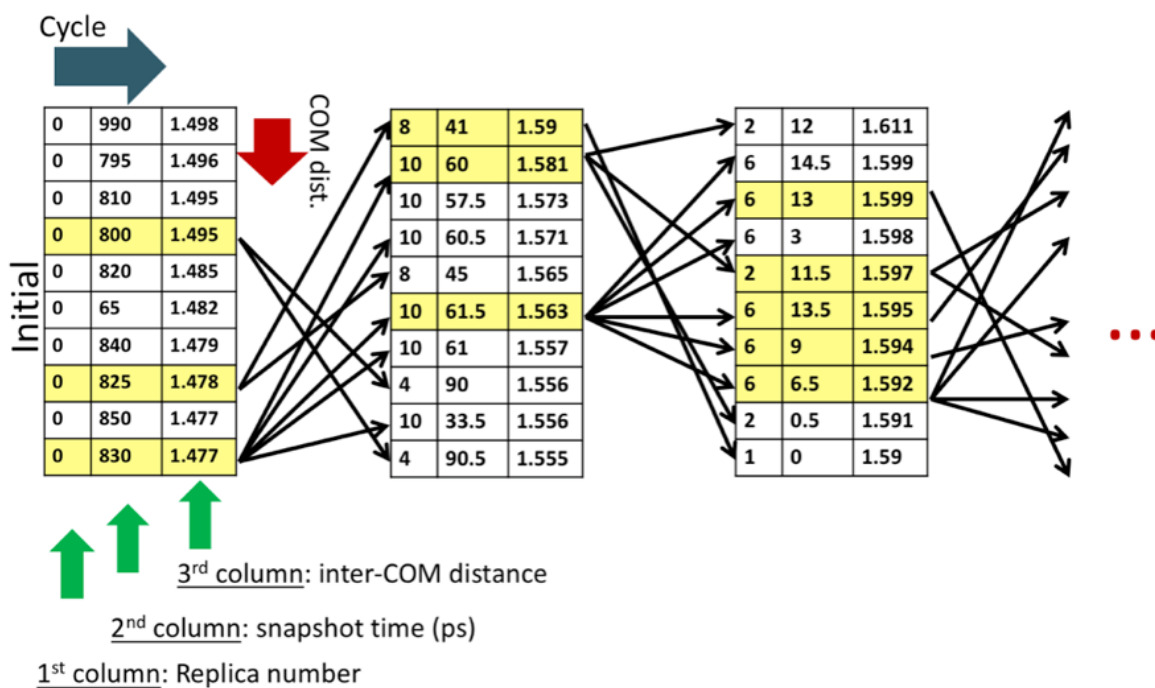 Cycle
COM dist.
Initial
0 990 1.498
0 795 1.496
0 810 1.495
0 800 1.495
0 820 1.485
0 65 1.482
0 840 1.479
0 825 1.478
0 850 1.477
0 830 1.477
8 41 1.59
10 60 1.581
10 57.5 1.573
10 60.5 1.571
8 45 1.565
10 61.5 1.563
10 61 1.557
4 90 1.556
10 33.5 1.556
4 90.5 1.555
2 12 1.611
6 14.5 1.599
6 13 1.599
6 3 1.598
2 11.5 1.597
6 13.5 1.595
6 9 1.594
6 6.5 1.592
2 0.5 1.591
1 0 1.59
...
3rd column: inter-COM distance
2nd column: snapshot time (ps)
1st column: Replica number